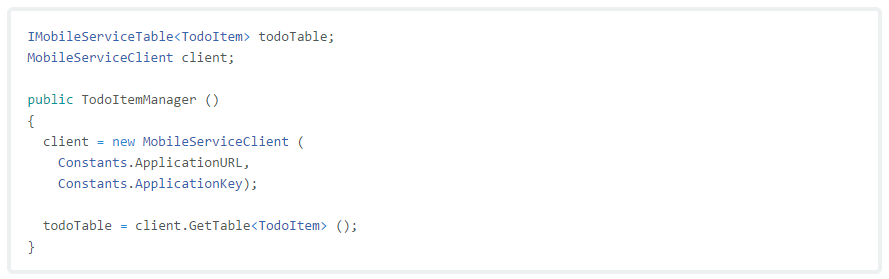 IMobileServiceTable<TodoItem> todoTable;
MobileServiceClient client;

public TodoItemManager ()
{
  client = new MobileServiceClient (
    Constants.ApplicationURL,
    Constants.ApplicationKey);

  todoTable = client.GetTable<TodoItem> ();
}